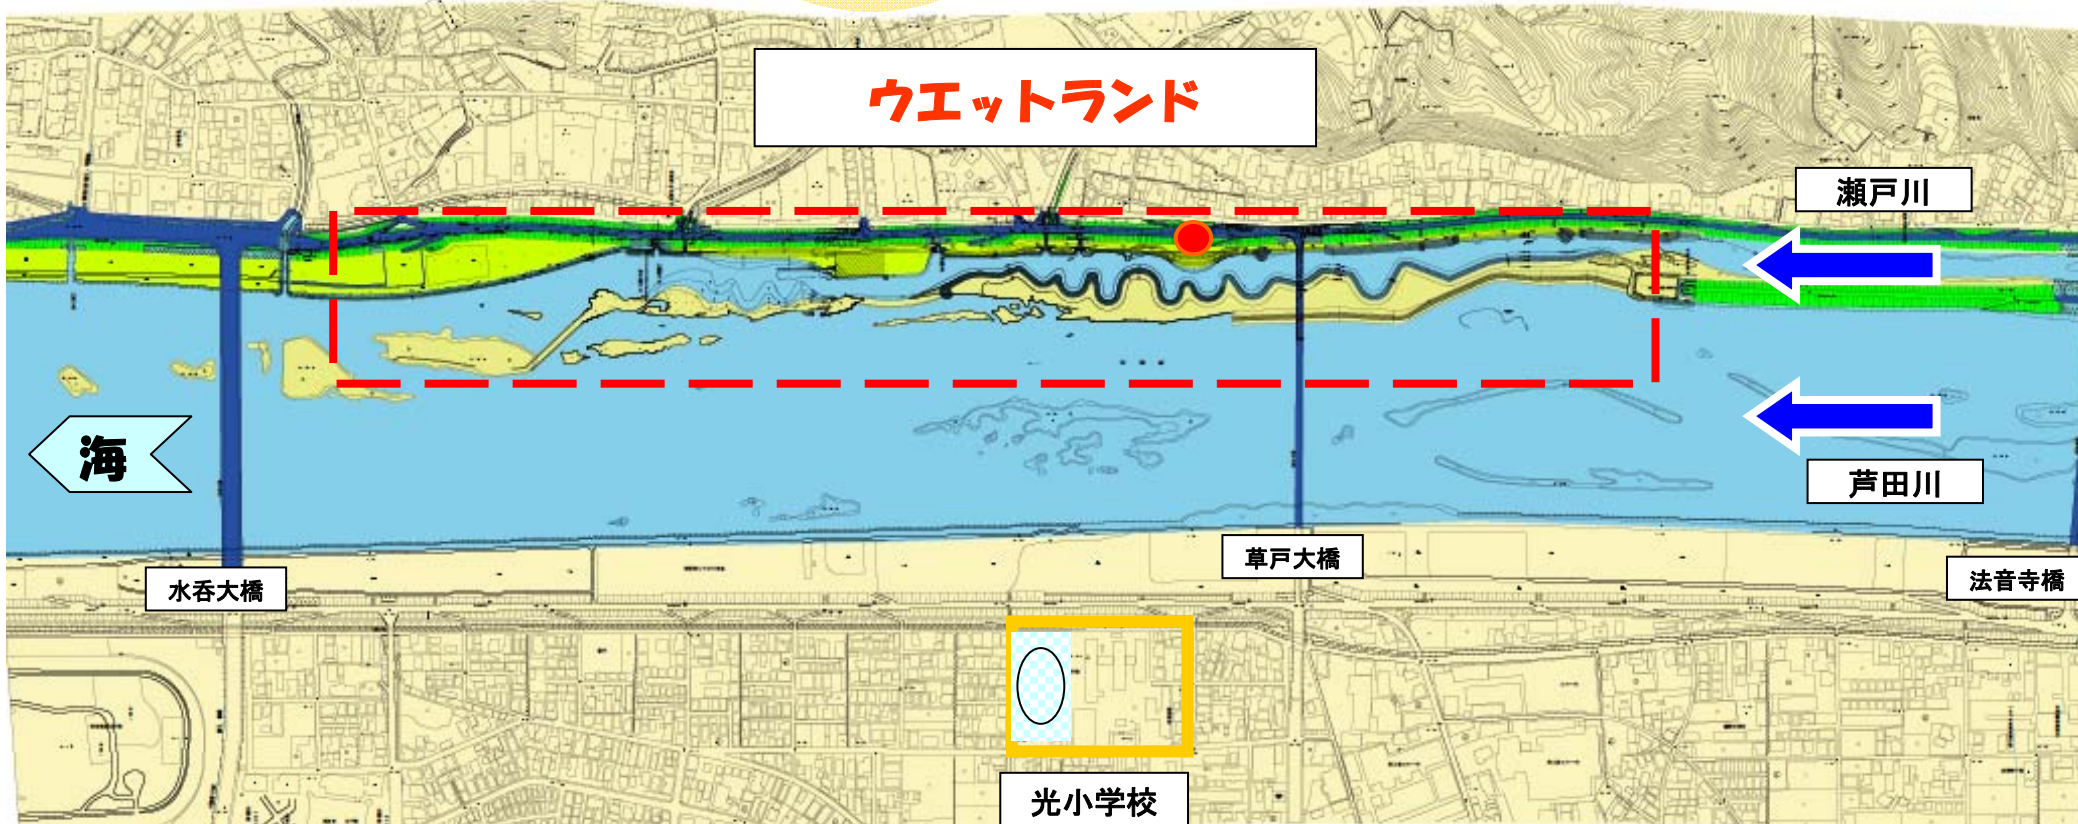 ウエットランド
瀬戸川
海
芦田川
草戸大橋
水呑大橋
法音寺橋
光小学校